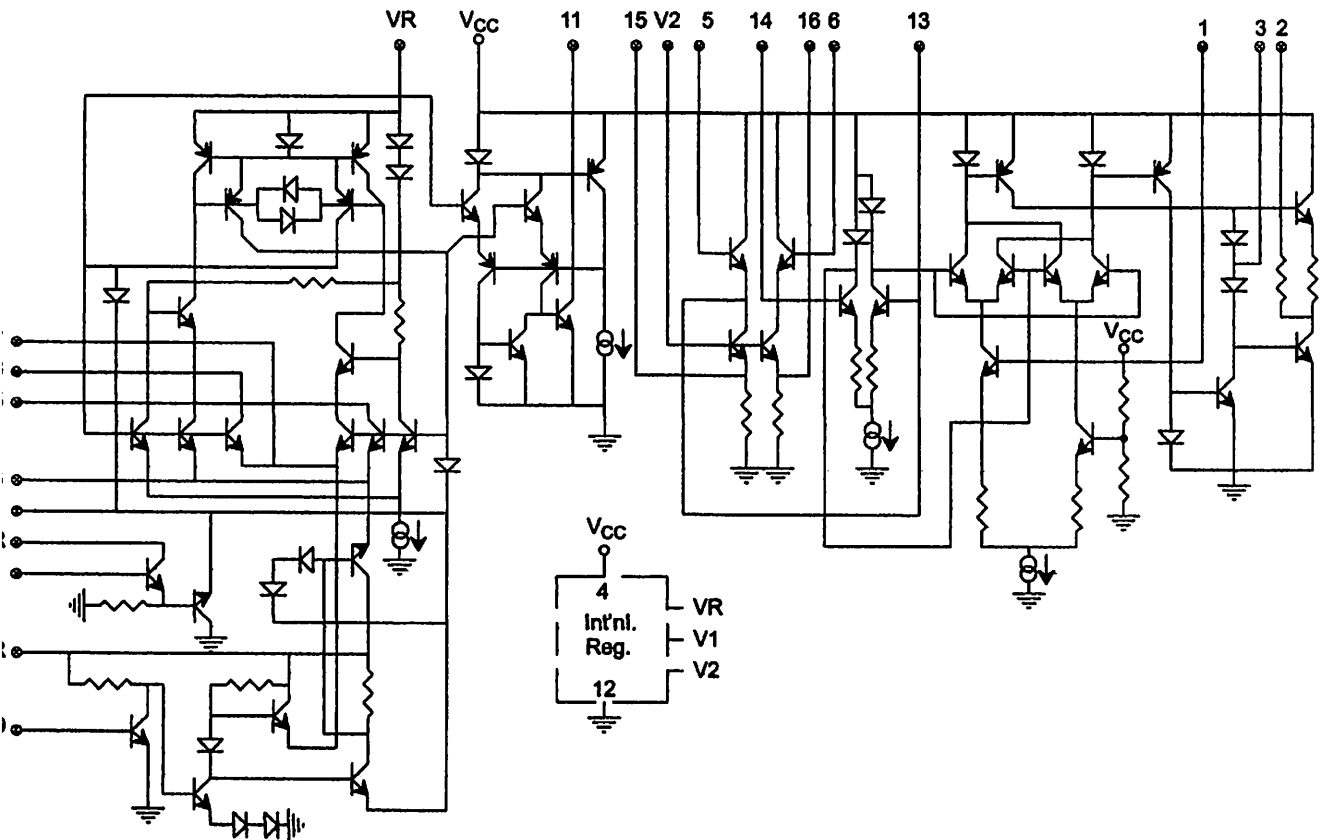 VR VCC 11 15 V2 5 14 16 6 13 1 3 2
VCC
VCC
4
Int'nl.
Reg.
12
VR
V1
V2